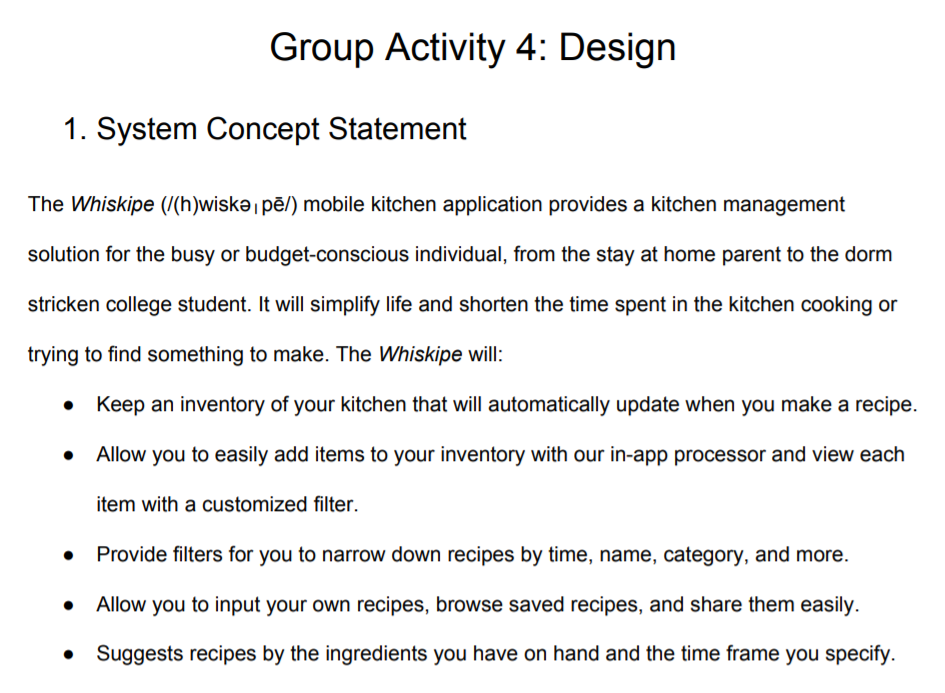 Group Activity 4: Design
1. System Concept Statement
The Whiskipe (/(h)wiskəˌpē/) mobile kitchen application provides a kitchen management
solution for the busy or budget-conscious individual, from the stay at home parent to the dorm
stricken college student. It will simplify life and shorten the time spent in the kitchen cooking or
trying to find something to make. The Whiskipe will:
● Keep an inventory of your kitchen that will automatically update when you make a recipe.
● Allow you to easily add items to your inventory with our in-app processor and view each
item with a customized filter.
● Provide filters for you to narrow down recipes by time, name, category, and more.
● Allow you to input your own recipes, browse saved recipes, and share them easily.
● Suggests recipes by the ingredients you have on hand and the time frame you specify.